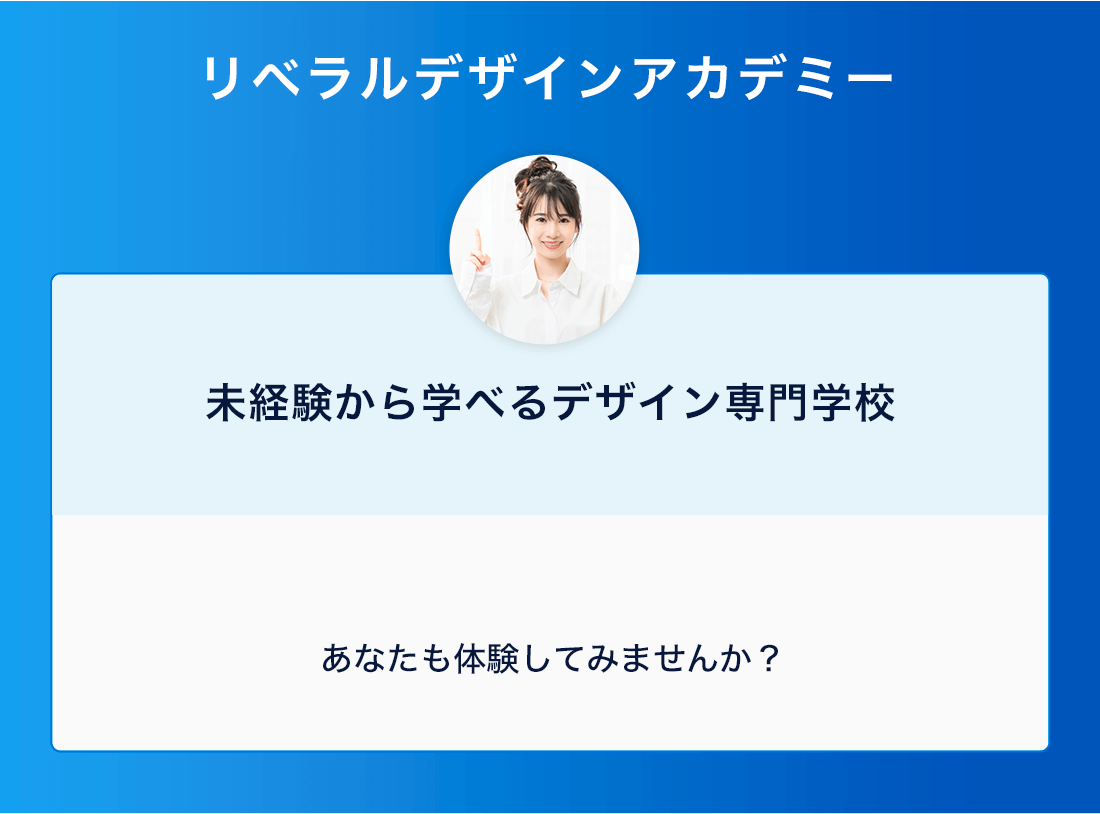 リベラルデザインアカデミー
未経験から学べるデザイン専門学校
あなたも体験してみませんか？